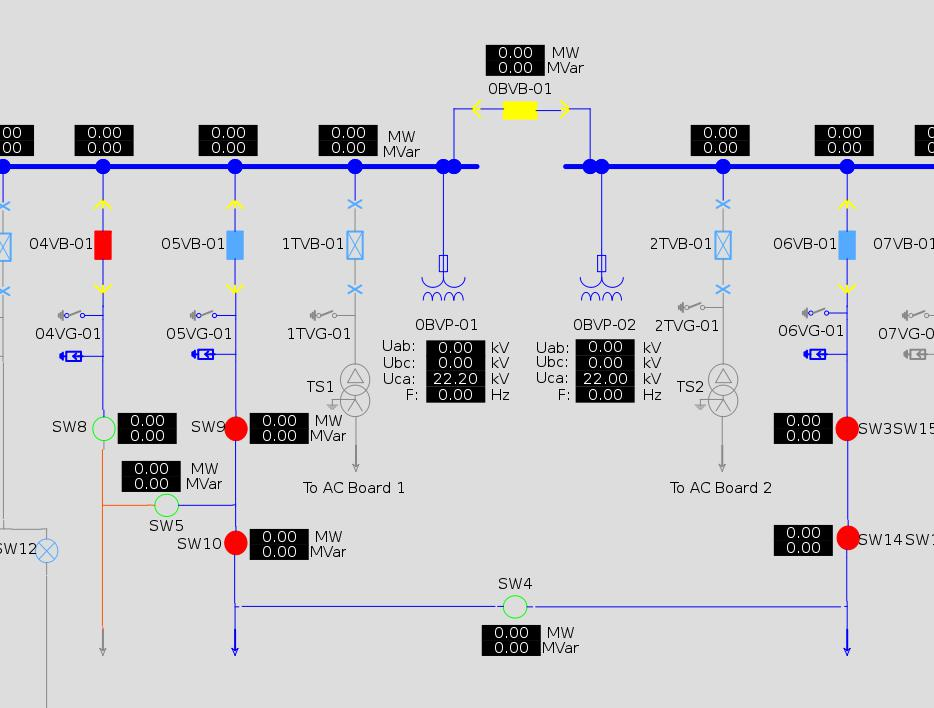 0.00 MW
0.00 MVar
0BVB-01
00 0.00 0.00 0.00 MW 0.00 0.00 0.
00 0.00 0.00 0.00 MVar 0.00 0.00 0.
04VB-01 05VB-01 1TVB-01 2TVB-01 06VB-01 07VB-01
04VG-01 05VG-01 1TVG-01 0BVP-01 0BVP-02 2TVG-01 06VG-01 07VG-0
Uab: 0.00 kV Uab: 0.00 kV
Ubc: 0.00 kV Ubc: 0.00 kV
Uca: 22.20 kV Uca: 22.00 kV
F: 0.00 Hz F: 0.00 Hz
TS1 TS2
SW8 0.00 SW9 0.00 MW 0.00 SW3SW15
0.00 0.00 MVar 0.00
0.00 MW
0.00 MVar
To AC Board 1 To AC Board 2
SW5
SW12 SW10 0.00 MW 0.00 SW14SW1
0.00 MVar 0.00
SW4
0.00 MW
0.00 MVar